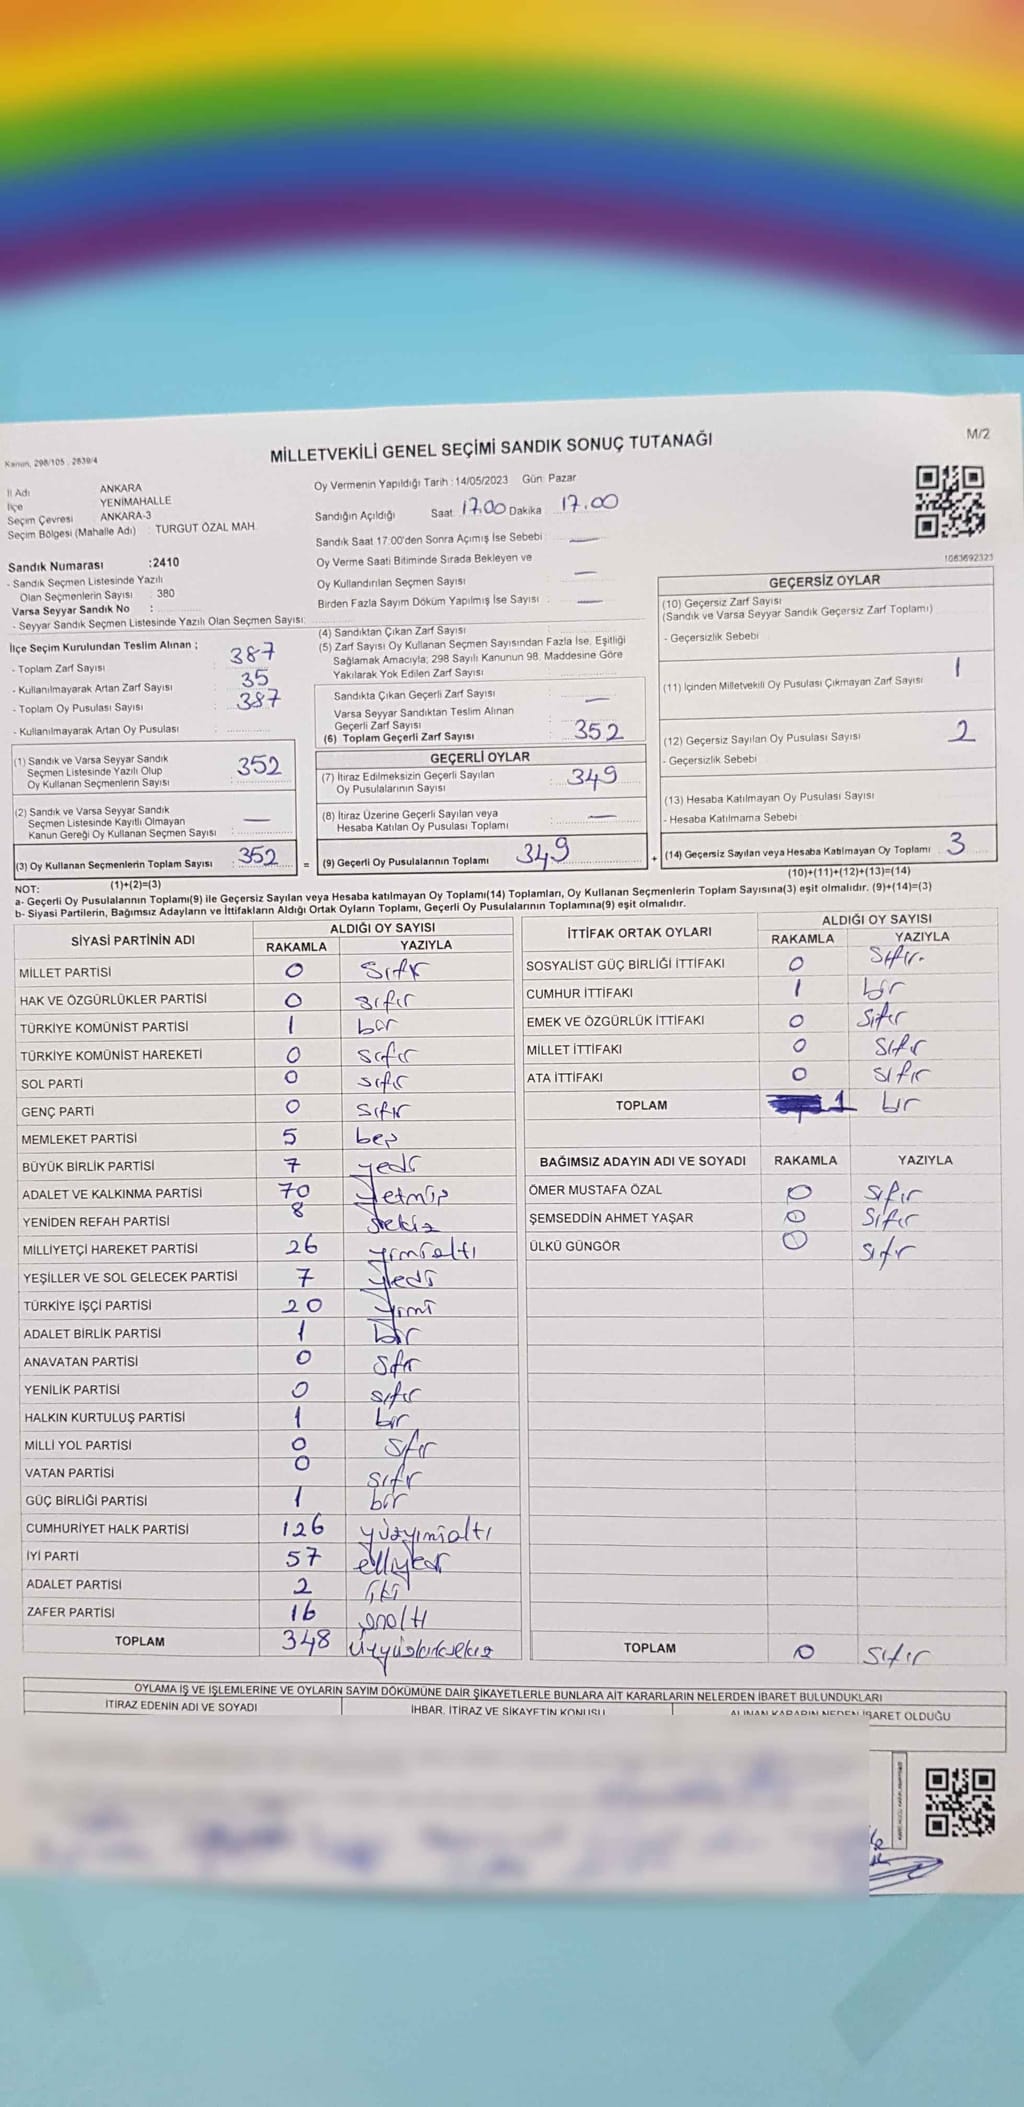 M/2
Kanun, 298/105 , 2839/4
MİLLETVEKİLİ GENEL SEÇİMİ SANDIK SONUÇ TUTANAĞI
İl Adı ANKARA
İlçe YENİMAHALLE
Seçim Çevresi ANKARA-3
Seçim Bölgesi (Mahalle Adı) : TURGUT ÖZAL MAH.
Sandık Numarası :2410
- Sandık Seçmen Listesinde Yazılı
Olan Seçmenlerin Sayısı : 380
Varsa Seyyar Sandık No :
- Seyyar Sandık Seçmen Listesinde Yazılı Olan Seçmen Sayısı:
İlçe Seçim Kurulundan Teslim Alınan ;
- Toplam Zarf Sayısı 387
- Kullanılmayarak Artan Zarf Sayısı 35
- Toplam Oy Pusulası Sayısı 387
- Kullanılmayarak Artan Oy Pusulası :
(1) Sandık ve Varsa Seyyar Sandık
Seçmen Listesinde Yazılı Olup
Oy Kullanan Seçmenlerin Sayısı : 352
(2) Sandık ve Varsa Seyyar Sandık
Seçmen Listesinde Kayıtlı Olmayan
Kanun Gereği Oy Kullanan Seçmen Sayısı : —
(3) Oy Kullanan Seçmenlerin Toplam Sayısı : 352
Oy Vermenin Yapıldığı Tarih : 14/05/2023 Gün: Pazar
Sandığın Açıldığı Saat 17.00 Dakika 17.00
Sandık Saat 17:00'den Sonra Açımış İse Sebebi : —
Oy Verme Saati Bitiminde Sırada Bekleyen ve
Oy Kullandırılan Seçmen Sayısı —
Birden Fazla Sayım Döküm Yapılmış İse Sayısı : —
(4) Sandıktan Çıkan Zarf Sayısı
(5) Zarf Sayısı Oy Kullanan Seçmen Sayısından Fazla İse, Eşitliği
Sağlamak Amacıyla; 298 Sayılı Kanunun 98. Maddesine Göre
Yakılarak Yok Edilen Zarf Sayısı
Sandıkta Çıkan Geçerli Zarf Sayısı —
Varsa Seyyar Sandıktan Teslim Alınan
Geçerli Zarf Sayısı
(6) Toplam Geçerli Zarf Sayısı : 352
GEÇERLİ OYLAR
(7) İtiraz Edilmeksizin Geçerli Sayılan
Oy Pusulalarının Sayısı : 349
(8) İtiraz Üzerine Geçerli Sayılan veya
Hesaba Katılan Oy Pusulası Toplamı : —
= (9) Geçerli Oy Pusulalarının Toplamı 349
1083692323
GEÇERSİZ OYLAR
(10) Geçersiz Zarf Sayısı
(Sandık ve Varsa Seyyar Sandık Geçersiz Zarf Toplamı)
- Geçersizlik Sebebi
(11) İçinden Milletvekili Oy Pusulası Çıkmayan Zarf Sayısı 1
(12) Geçersiz Sayılan Oy Pusulası Sayısı 2
- Geçersizlik Sebebi
(13) Hesaba Katılmayan Oy Pusulası Sayısı
- Hesaba Katılmama Sebebi
+ (14) Geçersiz Sayılan veya Hesaba Katılmayan Oy Toplamı 3
NOT: (1)+(2)=(3) (10)+(11)+(12)+(13)=(14)
a- Geçerli Oy Pusulalarının Toplamı(9) ile Geçersiz Sayılan veya Hesaba katılmayan Oy Toplamı(14) Toplamları, Oy Kullanan Seçmenlerin Toplam Sayısına(3) eşit olmalıdır. (9)+(14)=(3)
b- Siyasi Partilerin, Bağımsız Adayların ve İttifakların Aldığı Ortak Oyların Toplamı, Geçerli Oy Pusulalarının Toplamına(9) eşit olmalıdır.
SİYASİ PARTİNİN ADI ALDIĞI OY SAYISI
RAKAMLA YAZIYLA
MİLLET PARTİSİ 0 Sıfır
HAK VE ÖZGÜRLÜKLER PARTİSİ 0 sıfır
TÜRKİYE KOMÜNİST PARTİSİ 1 bir
TÜRKİYE KOMÜNİST HAREKETİ 0 sıfır
SOL PARTİ 0 sıfır
GENÇ PARTİ 0 sıfır
MEMLEKET PARTİSİ 5 beş
BÜYÜK BİRLİK PARTİSİ 7 yedi
ADALET VE KALKINMA PARTİSİ 70 yetmiş
YENİDEN REFAH PARTİSİ 8 sekiz
MİLLİYETÇİ HAREKET PARTİSİ 26 yirmialtı
YEŞİLLER VE SOL GELECEK PARTİSİ 7 yedi
TÜRKİYE İŞÇİ PARTİSİ 20 yirmi
ADALET BİRLİK PARTİSİ 1 bir
ANAVATAN PARTİSİ 0 sıfır
YENİLİK PARTİSİ 0 sıfır
HALKIN KURTULUŞ PARTİSİ 1 bir
MİLLİ YOL PARTİSİ 0 sıfır
VATAN PARTİSİ 0 sıfır
GÜÇ BİRLİĞİ PARTİSİ 1 bir
CUMHURİYET HALK PARTİSİ 126 yüzyirmialtı
İYİ PARTİ 57 elliyedi
ADALET PARTİSİ 2 iki
ZAFER PARTİSİ 16 onaltı
TOPLAM 348 üçyüzkırksekiz
İTTİFAK ORTAK OYLARI ALDIĞI OY SAYISI
RAKAMLA YAZIYLA
SOSYALİST GÜÇ BİRLİĞİ İTTİFAKI 0 sıfır
CUMHUR İTTİFAKI 1 bir
EMEK VE ÖZGÜRLÜK İTTİFAKI 0 sıfır
MİLLET İTTİFAKI 0 sıfır
ATA İTTİFAKI 0 sıfır
TOPLAM 1 bir
BAĞIMSIZ ADAYIN ADI VE SOYADI RAKAMLA YAZIYLA
ÖMER MUSTAFA ÖZAL 0 sıfır
ŞEMSEDDİN AHMET YAŞAR 0 sıfır
ÜLKÜ GÜNGÖR 0 sıfır
TOPLAM 0 sıfır
OYLAMA İŞ VE İŞLEMLERİNE VE OYLARIN SAYIM DÖKÜMÜNE DAİR ŞİKAYETLERLE BUNLARA AİT KARARLARIN NELERDEN İBARET BULUNDUKLARI
İTİRAZ EDENİN ADI VE SOYADI İHBAR, İTİRAZ VE ŞİKAYETİN KONUSU ALINAN KARARIN NEDEN İBARET OLDUĞU